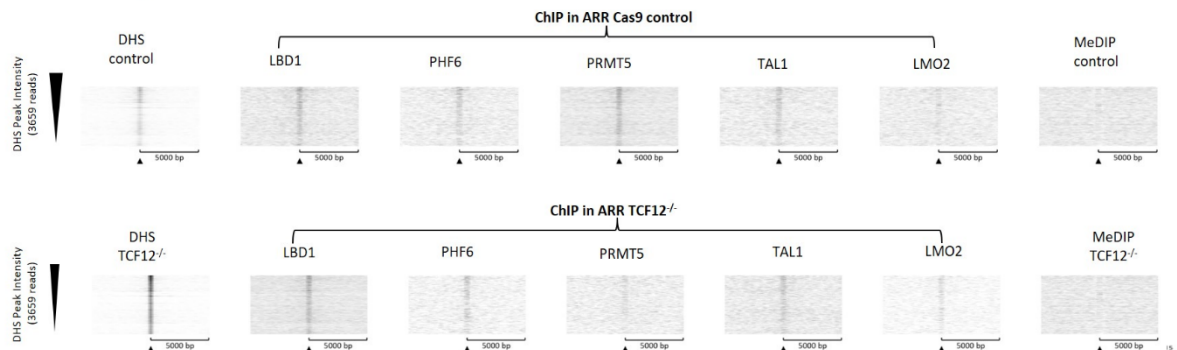 ChIP in ARR Cas9 control
DHS
control
LBD1
PHF6
PRMT5
TAL1
LMO2
MeDIP
control
DHS Peak Intensity
(3659 reads)
5000 bp
5000 bp
5000 bp
5000 bp
5000 bp
5000 bp
5000 bp
ChIP in ARR TCF12-/-
DHS
TCF12-/-
LBD1
PHF6
PRMT5
TAL1
LMO2
MeDIP
TCF12-/-
DHS Peak Intensity
(3659 reads)
5000 bp
5000 bp
5000 bp
5000 bp
5000 bp
5000 bp
5000 bp